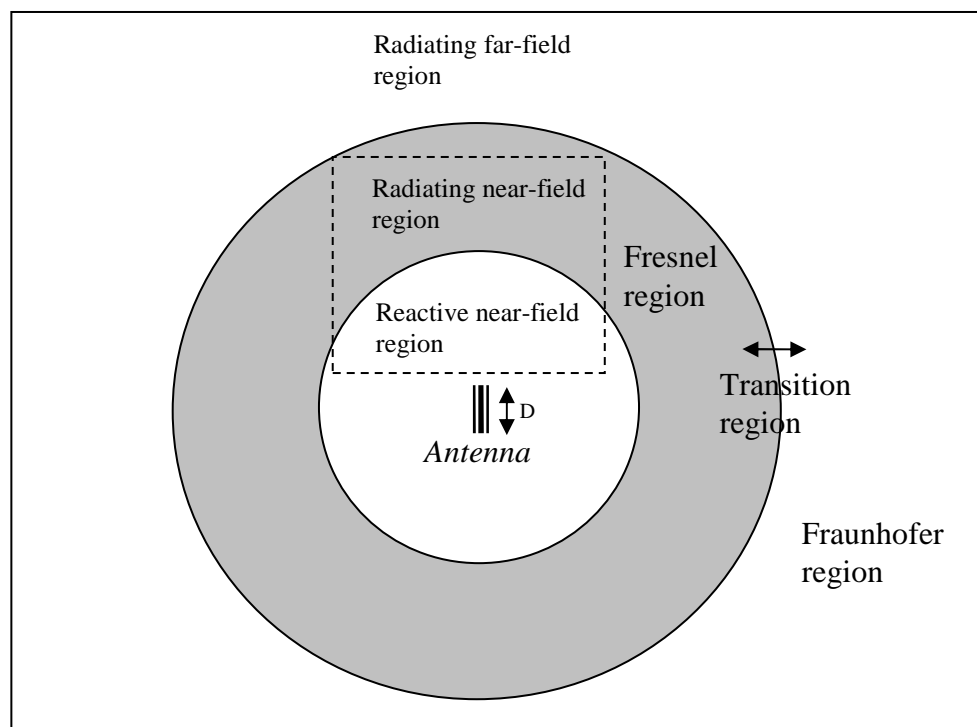 Radiating far-field
region
Radiating near-field
region
Fresnel
region
Reactive near-field
region
Transition
region
D
Antenna
Fraunhofer
region